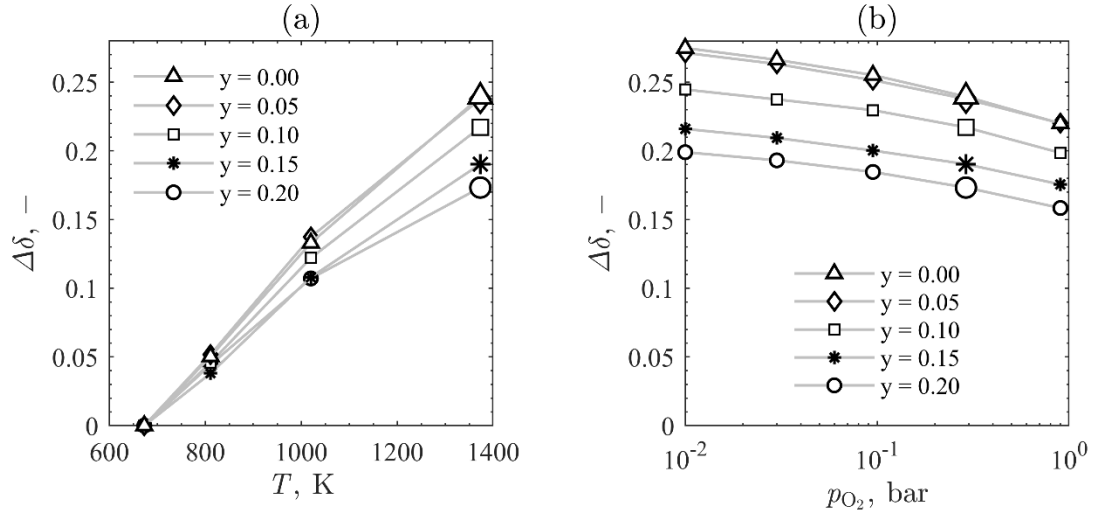 (a)
0.25
0.2
0.15
0.1
0.05
0
Δδ, –
y = 0.00
y = 0.05
y = 0.10
y = 0.15
y = 0.20
600 800 1000 1200 1400
T, K
(b)
0.25
0.2
0.15
0.1
0.05
0
Δδ, –
y = 0.00
y = 0.05
y = 0.10
y = 0.15
y = 0.20
10⁻² 10⁻¹ 10⁰
p_O₂, bar